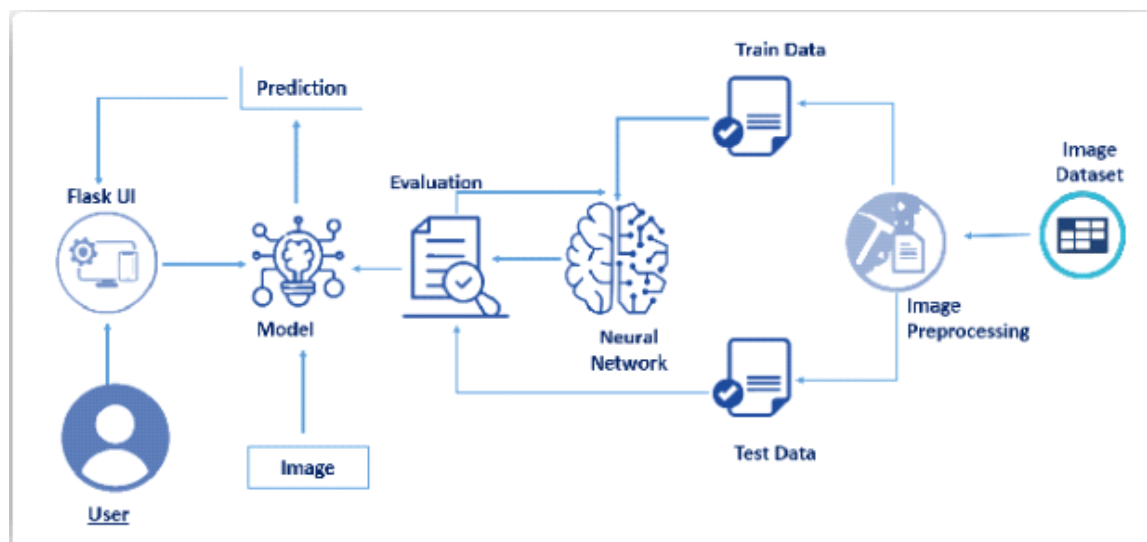 Train Data
Prediction
Image
Dataset
Evaluation
Flask UI
Model
Neural
Network
Image
Preprocessing
Image
Test Data
User